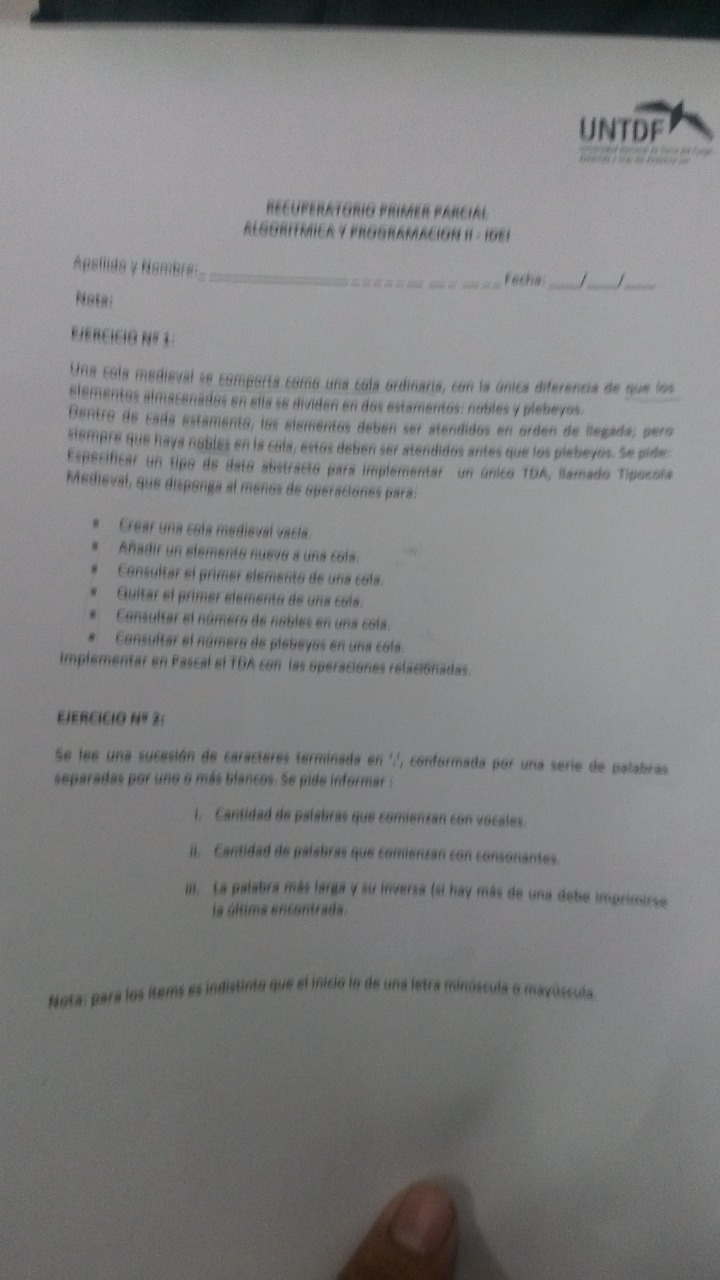 UNTDF
RECUPERATORIO PRIMER PARCIAL
ALGORITMICA Y PROGRAMACION II - IDEI
Apellido y Nombre:_ _ _ _ _ _ _ _ _ Fecha: ____/____/____
Nota:
EJERCICIO Nº 1:
Una cola medieval se comporta como una cola ordinaria, con la única diferencia de que los
elementos almacenados en ella se dividen en dos estamentos: nobles y plebeyos.
Dentro de cada estamento, los elementos deben ser atendidos en orden de llegada; pero
siempre que haya nobles en la cola, estos deben ser atendidos antes que los plebeyos. Se pide:
Especificar un tipo de dato abstracto para implementar un único TDA, llamado Tipocola
Medieval, que disponga al menos de operaciones para:
• Crear una cola medieval vacía.
• Añadir un elemento nuevo a una cola.
• Consultar el primer elemento de una cola.
• Quitar el primer elemento de una cola.
• Consultar el número de nobles en una cola.
• Consultar el número de plebeyos en una cola.
Implementar en Pascal el TDA con las operaciones relacionadas.
EJERCICIO Nº 2:
Se lee una sucesión de caracteres terminada en '.', conformada por una serie de palabras
separadas por uno o más blancos. Se pide informar :
i. Cantidad de palabras que comienzan con vocales.
ii. Cantidad de palabras que comienzan con consonantes.
iii. La palabra más larga y su inversa (si hay más de una debe imprimirse
la última encontrada.
Nota: para los items es indistinto que el inicio lo de una letra minúscula o mayúscula.